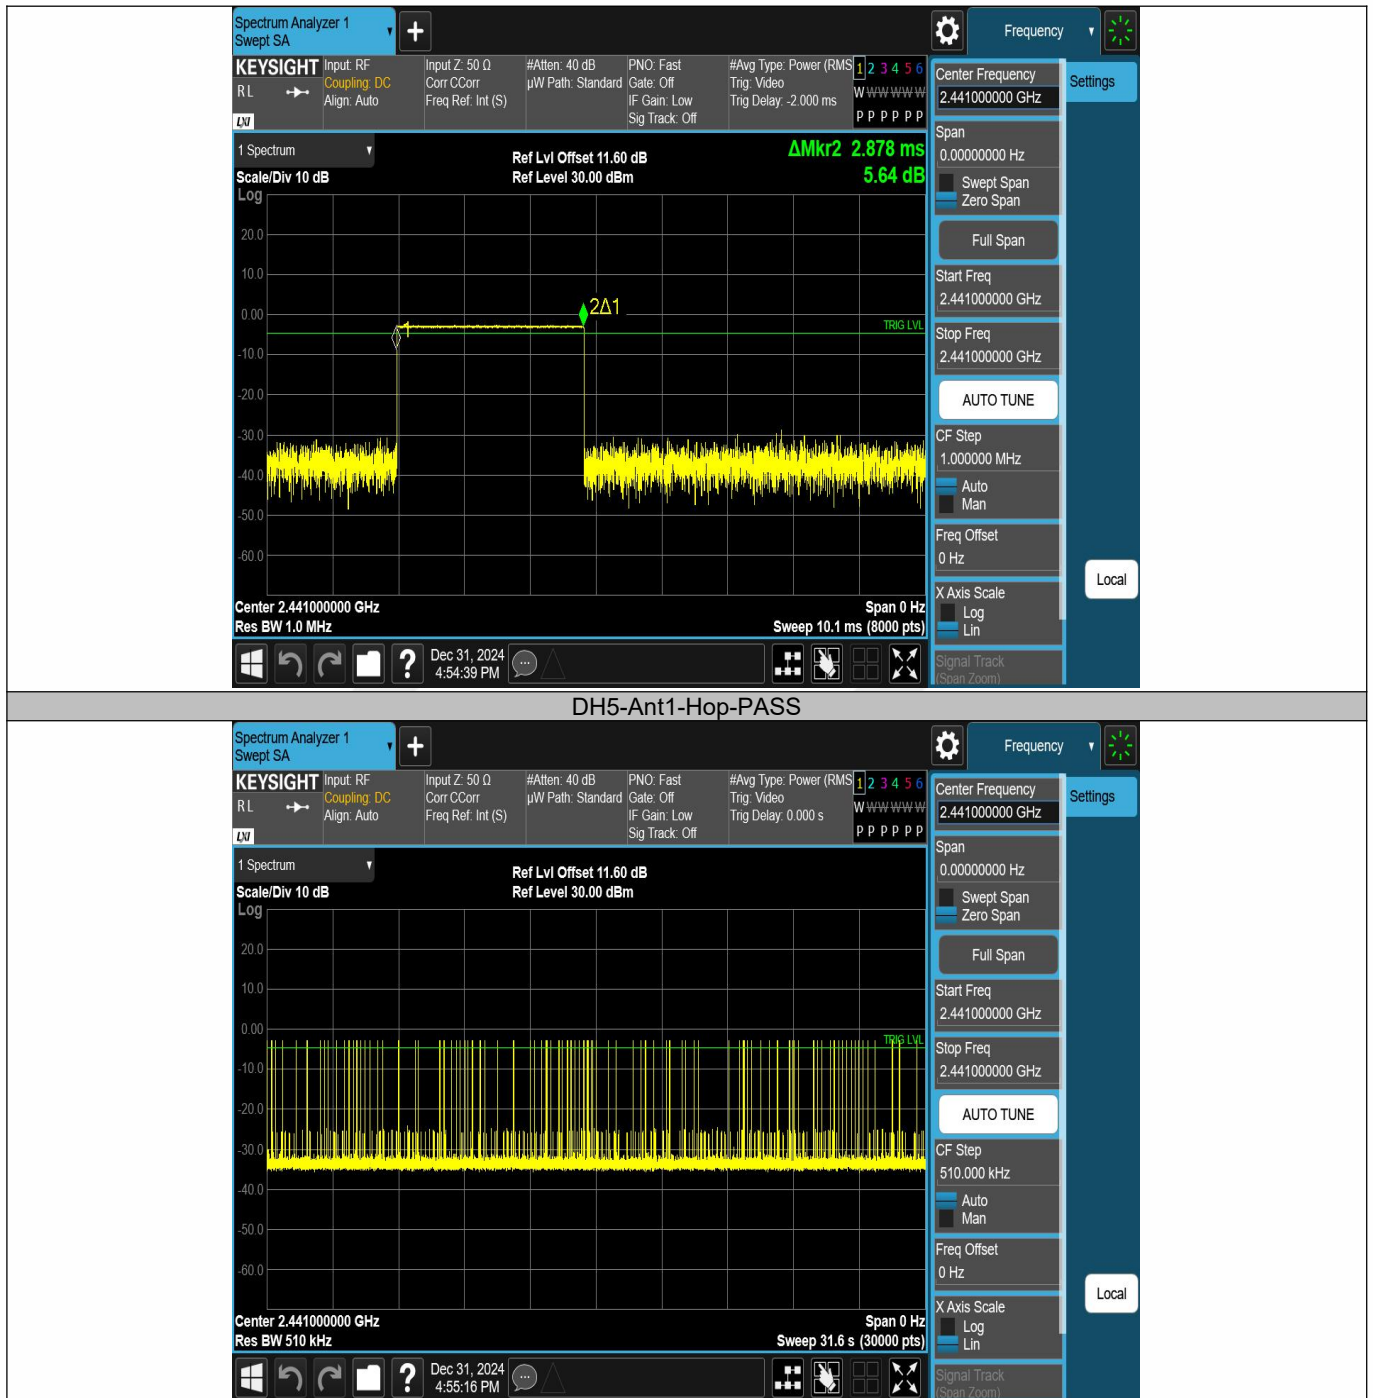 Spectrum Analyzer 1
Swept SA
Frequency
KEYSIGHT
RL
LXI
Input: RF
Coupling: DC
Align: Auto
Input Z: 50 Ω
Corr CCorr
Freq Ref: Int (S)
#Atten: 40 dB
µW Path: Standard
PNO: Fast
Gate: Off
IF Gain: Low
Sig Track: Off
#Avg Type: Power (RMS
Trig: Video
Trig Delay: -2.000 ms
1 2 3 4 5 6
W W W W W W
P P P P P P
Center Frequency
2.441000000 GHz
Settings
1 Spectrum
Scale/Div 10 dB
Log
Ref Lvl Offset 11.60 dB
Ref Level 30.00 dBm
ΔMkr2 2.878 ms
5.64 dB
20.0
10.0
0.00
-10.0
-20.0
-30.0
-40.0
-50.0
-60.0
2Δ1
1
TRIG LVL
Span
0.00000000 Hz
Swept Span
Zero Span
Full Span
Start Freq
2.441000000 GHz
Stop Freq
2.441000000 GHz
AUTO TUNE
CF Step
1.000000 MHz
Auto
Man
Freq Offset
0 Hz
X Axis Scale
Log
Lin
Signal Track
(Span Zoom)
Local
Center 2.441000000 GHz
Res BW 1.0 MHz
Span 0 Hz
Sweep 10.1 ms (8000 pts)
?
Dec 31, 2024
4:54:39 PM
DH5-Ant1-Hop-PASS
Spectrum Analyzer 1
Swept SA
Frequency
KEYSIGHT
RL
LXI
Input: RF
Coupling: DC
Align: Auto
Input Z: 50 Ω
Corr CCorr
Freq Ref: Int (S)
#Atten: 40 dB
µW Path: Standard
PNO: Fast
Gate: Off
IF Gain: Low
Sig Track: Off
#Avg Type: Power (RMS
Trig: Video
Trig Delay: 0.000 s
1 2 3 4 5 6
W W W W W W
P P P P P P
Center Frequency
2.441000000 GHz
Settings
1 Spectrum
Scale/Div 10 dB
Log
Ref Lvl Offset 11.60 dB
Ref Level 30.00 dBm
20.0
10.0
0.00
-10.0
-20.0
-30.0
-40.0
-50.0
-60.0
TRIG LVL
Span
0.00000000 Hz
Swept Span
Zero Span
Full Span
Start Freq
2.441000000 GHz
Stop Freq
2.441000000 GHz
AUTO TUNE
CF Step
510.000 kHz
Auto
Man
Freq Offset
0 Hz
X Axis Scale
Log
Lin
Signal Track
(Span Zoom)
Local
Center 2.441000000 GHz
Res BW 510 kHz
Span 0 Hz
Sweep 31.6 s (30000 pts)
?
Dec 31, 2024
4:55:16 PM